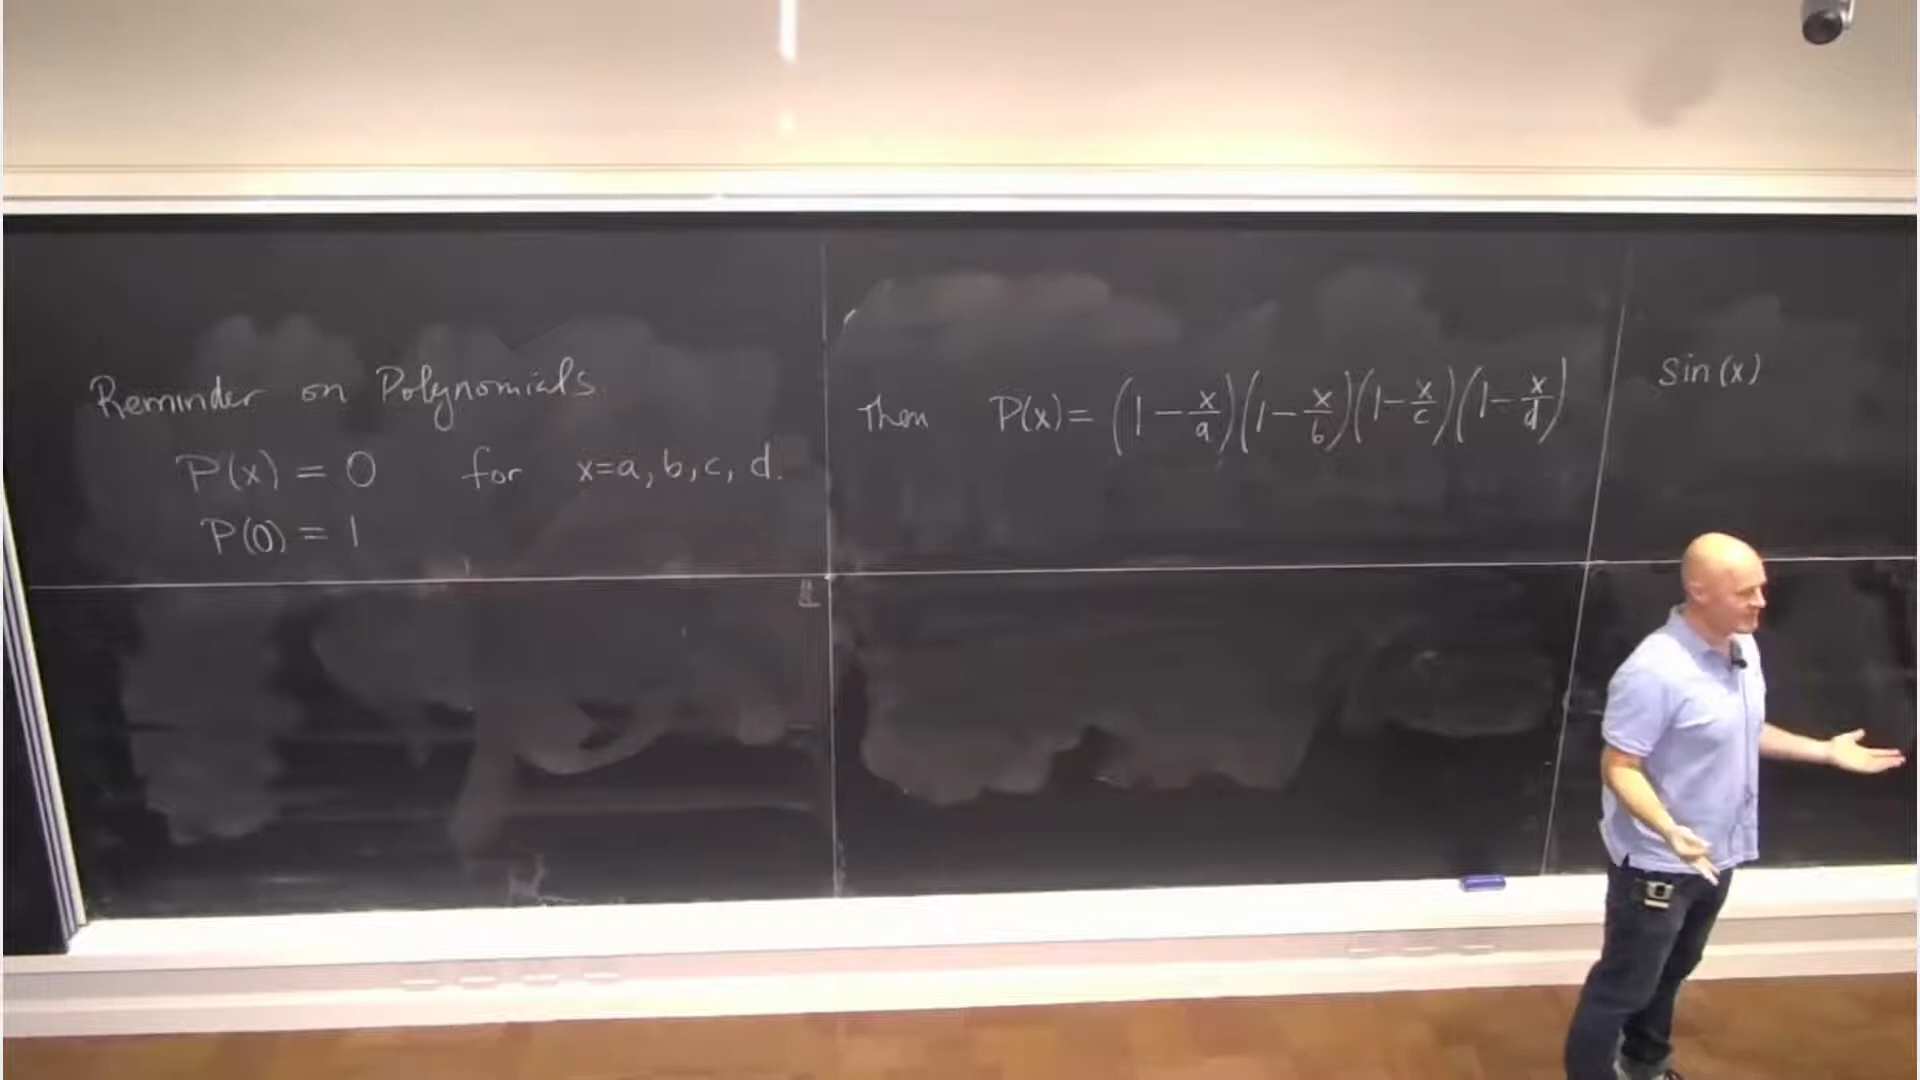 Reminder on Polynomials.
P(x) = 0 for x=a, b, c, d.
P(0) = 1
Then P(x) = (1 - x/a)(1 - x/b)(1 - x/c)(1 - x/d)
Sin(x)